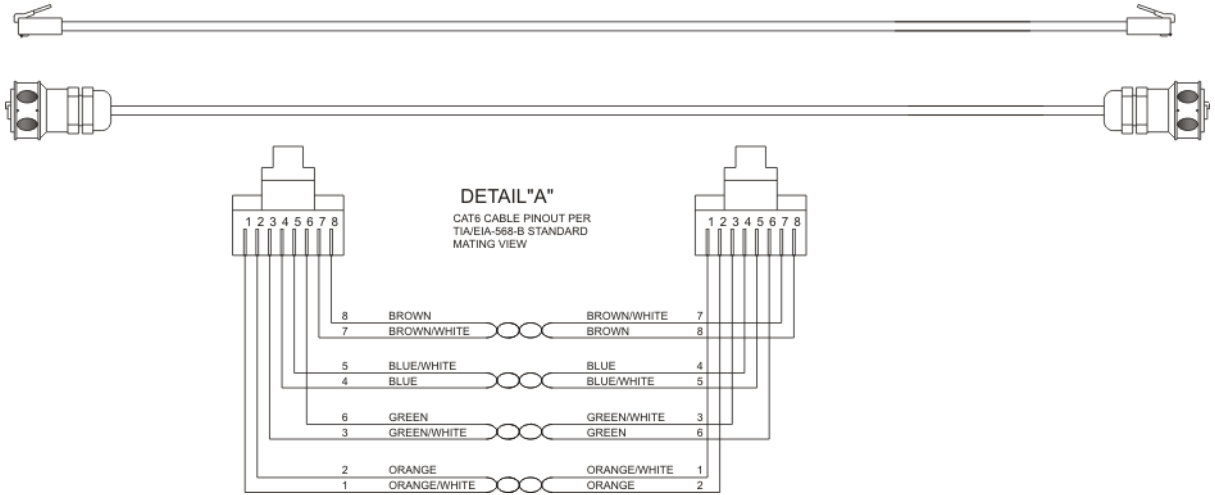 DETAIL"A"
CAT6 CABLE PINOUT PER
TIA/EIA-568-B STANDARD
MATING VIEW
1 2 3 4 5 6 7 8
1 2 3 4 5 6 7 8
8 BROWN BROWN/WHITE 7
7 BROWN/WHITE BROWN 8
5 BLUE/WHITE BLUE 4
4 BLUE BLUE/WHITE 5
6 GREEN GREEN/WHITE 3
3 GREEN/WHITE GREEN 6
2 ORANGE ORANGE/WHITE 1
1 ORANGE/WHITE ORANGE 2